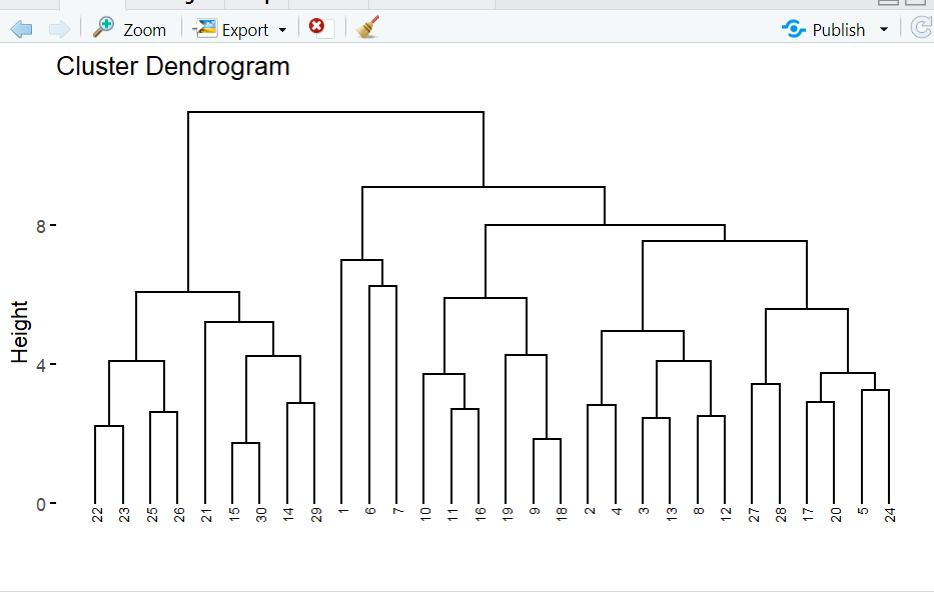 Zoom Export Publish
Cluster Dendrogram
Height
8
4
0
22 23 25 26 21 15 30 14 29 1 6 7 10 11 16 19 9 18 2 4 3 13 8 12 27 28 17 20 5 24